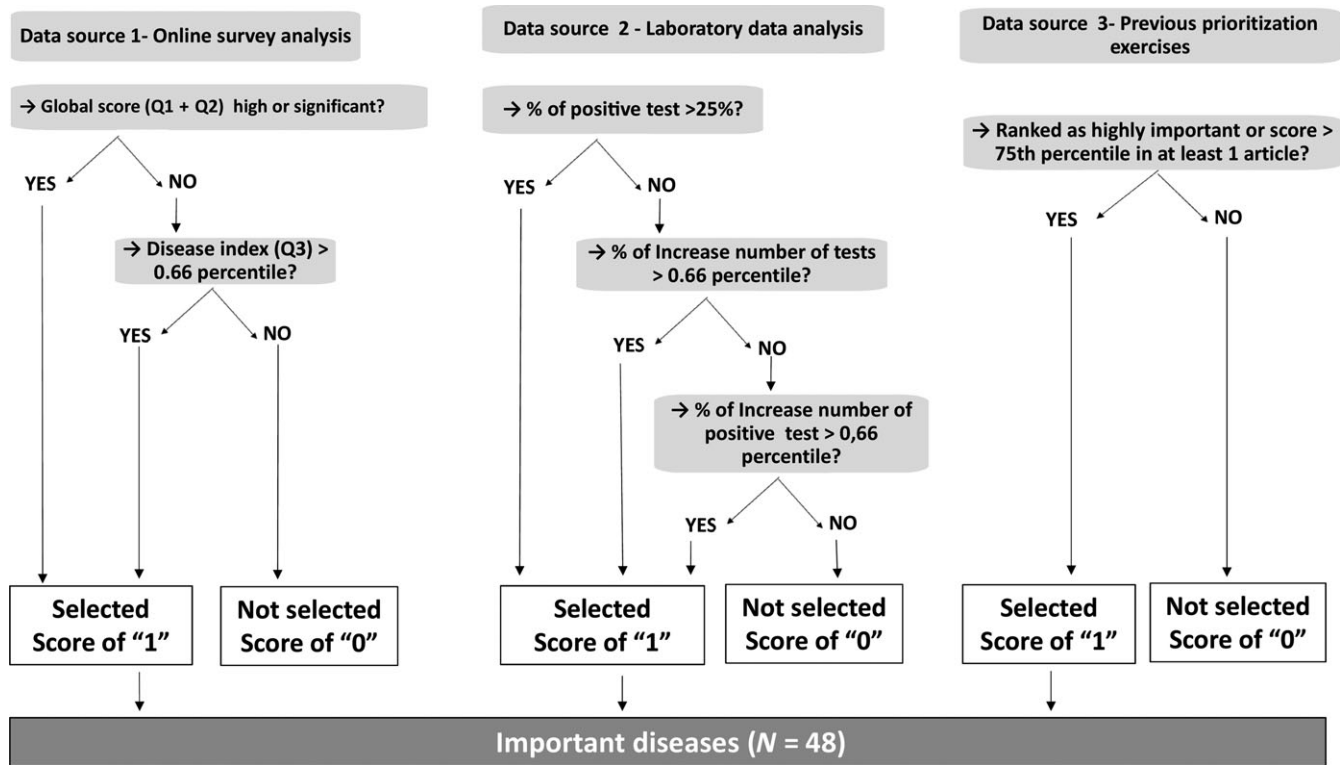 Data source 1- Online survey analysis
→ Global score (Q1 + Q2) high or significant?
YES
NO
→ Disease index (Q3) >
0.66 percentile?
YES
NO
Selected
Score of “1”
Not selected
Score of “0”
Data source 2 - Laboratory data analysis
→ % of positive test >25%?
YES
NO
→ % of Increase number of tests
> 0.66 percentile?
YES
NO
→ % of Increase number of
positive test > 0,66
percentile?
YES
NO
Selected
Score of “1”
Not selected
Score of “0”
Data source 3- Previous prioritization
exercises
→ Ranked as highly important or score >
75th percentile in at least 1 article?
YES
NO
Selected
Score of “1”
Not selected
Score of “0”
Important diseases (N = 48)